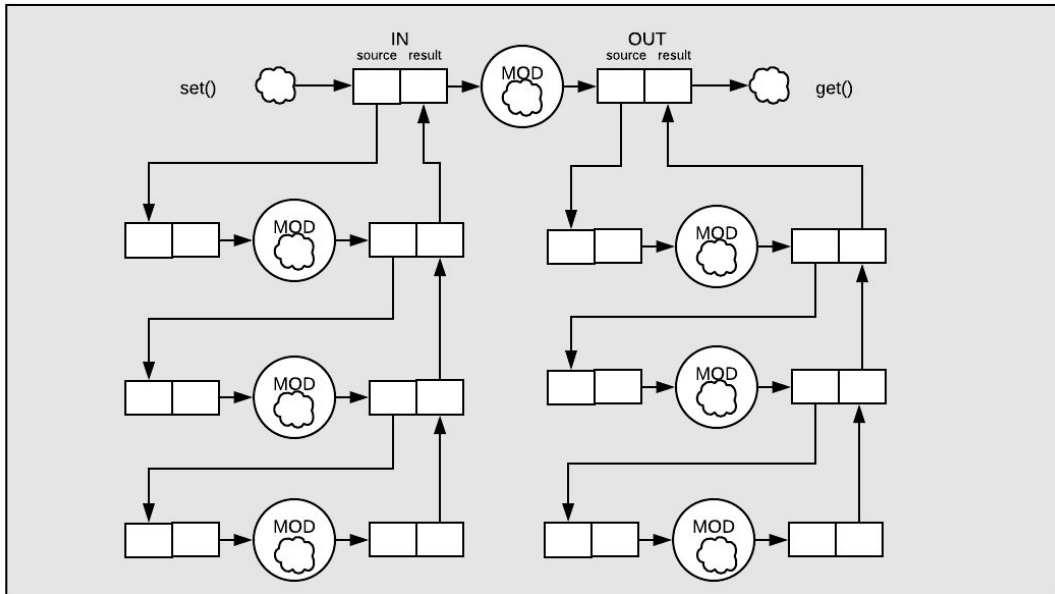 IN OUT
source result source result
set() MOD get()
MOD MOD
MOD MOD
MOD MOD